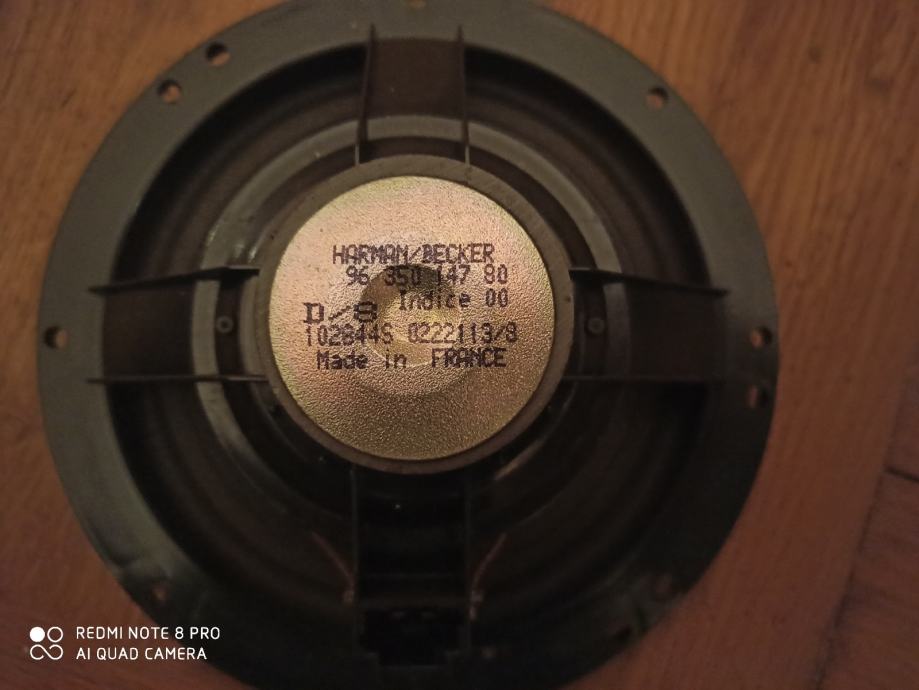 HARMAN/BECKER
96 350 147 80
Indice 00
D/8
102844S 0222113/8
Made in FRANCE
REDMI NOTE 8 PRO
AI QUAD CAMERA